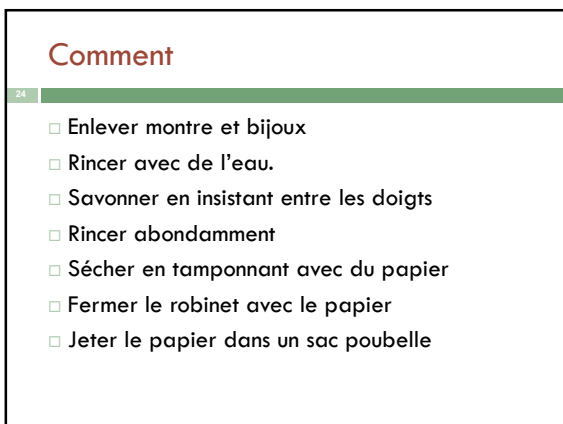 Comment
24
Enlever montre et bijoux
Rincer avec de l'eau.
Savonner en insistant entre les doigts
Rincer abondamment
Sécher en tamponnant avec du papier
Fermer le robinet avec le papier
Jeter le papier dans un sac poubelle